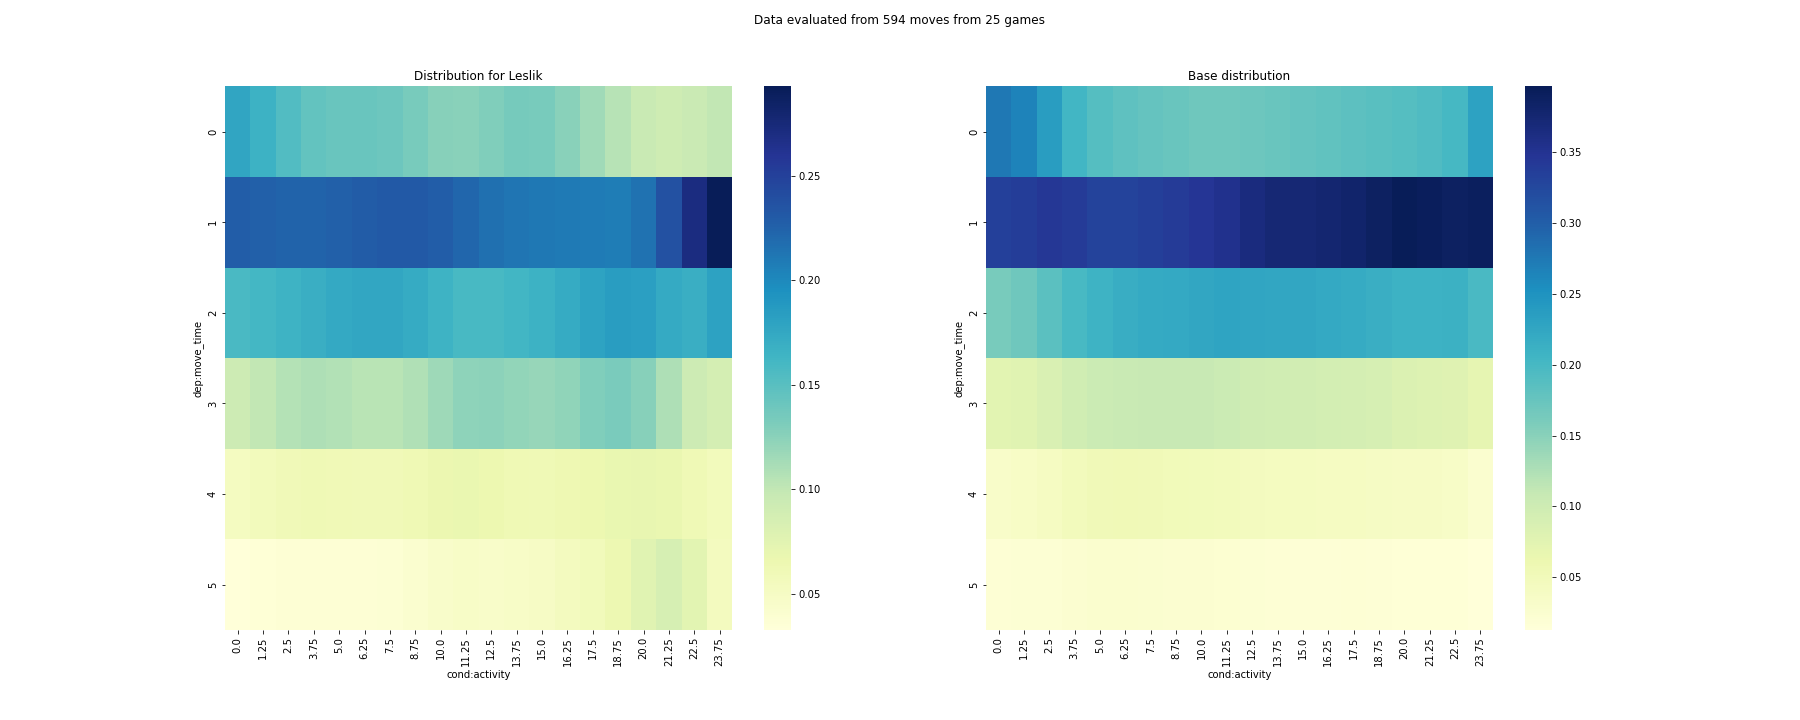 Data evaluated from 594 moves from 25 games
Distribution for Leslik
dep:move_time
0
1
2
3
4
5
0.0 1.25 2.5 3.75 5.0 6.25 7.5 8.75 10.0 11.25 12.5 13.75 15.0 16.25 17.5 18.75 20.0 21.25 22.5 23.75
cond:activity
0.25
0.20
0.15
0.10
0.05
Base distribution
dep:move_time
0
1
2
3
4
5
0.0 1.25 2.5 3.75 5.0 6.25 7.5 8.75 10.0 11.25 12.5 13.75 15.0 16.25 17.5 18.75 20.0 21.25 22.5 23.75
cond:activity
0.35
0.30
0.25
0.20
0.15
0.10
0.05